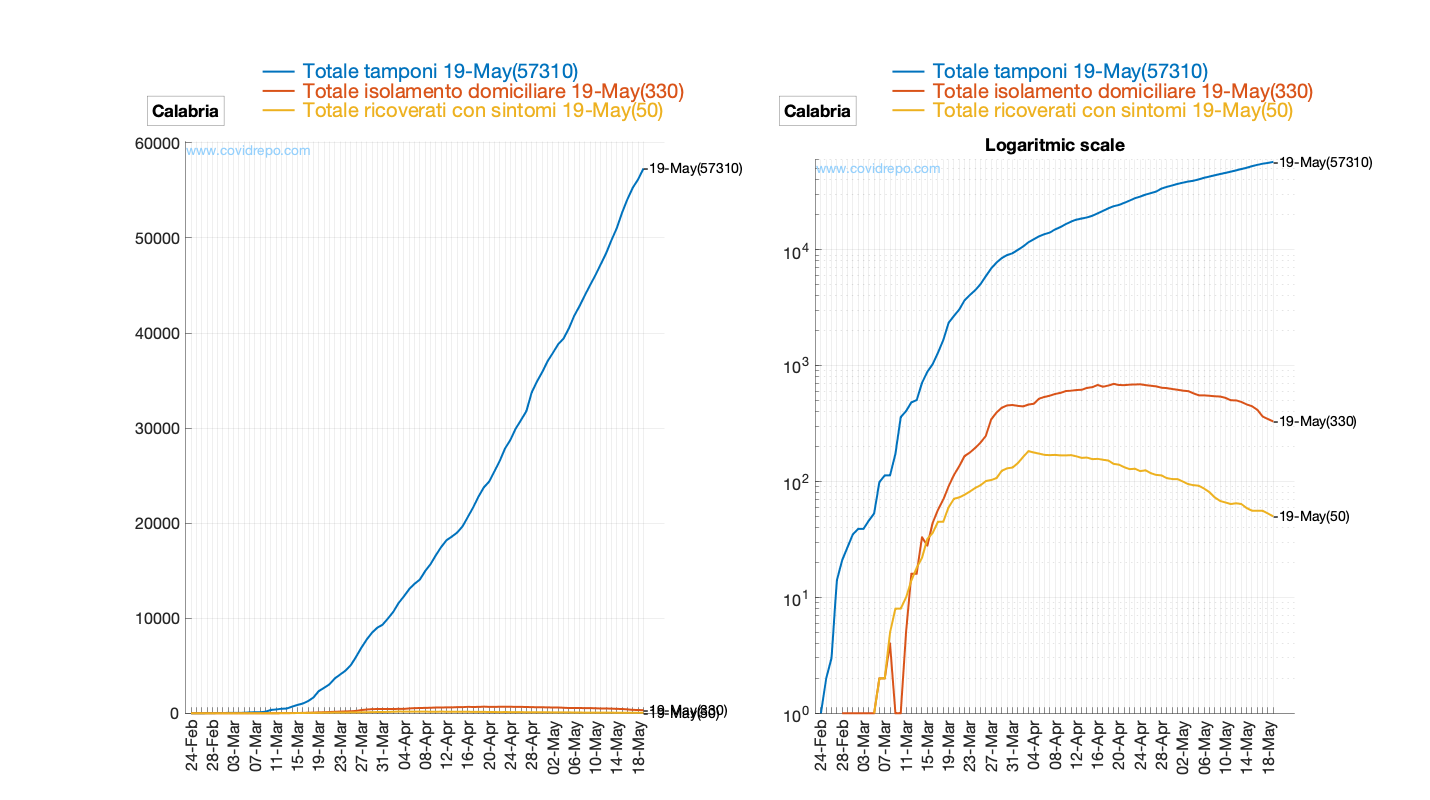 Totale tamponi 19-May(57310)
Totale isolamento domiciliare 19-May(330)
Totale ricoverati con sintomi 19-May(50)
Calabria
www.covidrepo.com
60000
50000
40000
30000
20000
10000
0
19-May(57310)
19-May(330)
19-May(50)
24-Feb
28-Feb
03-Mar
07-Mar
11-Mar
15-Mar
19-Mar
23-Mar
27-Mar
31-Mar
04-Apr
08-Apr
12-Apr
16-Apr
20-Apr
24-Apr
28-Apr
02-May
06-May
10-May
14-May
18-May
Totale tamponi 19-May(57310)
Totale isolamento domiciliare 19-May(330)
Totale ricoverati con sintomi 19-May(50)
Calabria
Logaritmic scale
www.covidrepo.com
10⁴
10³
10²
10¹
10⁰
19-May(57310)
19-May(330)
19-May(50)
24-Feb
28-Feb
03-Mar
07-Mar
11-Mar
15-Mar
19-Mar
23-Mar
27-Mar
31-Mar
04-Apr
08-Apr
12-Apr
16-Apr
20-Apr
24-Apr
28-Apr
02-May
06-May
10-May
14-May
18-May